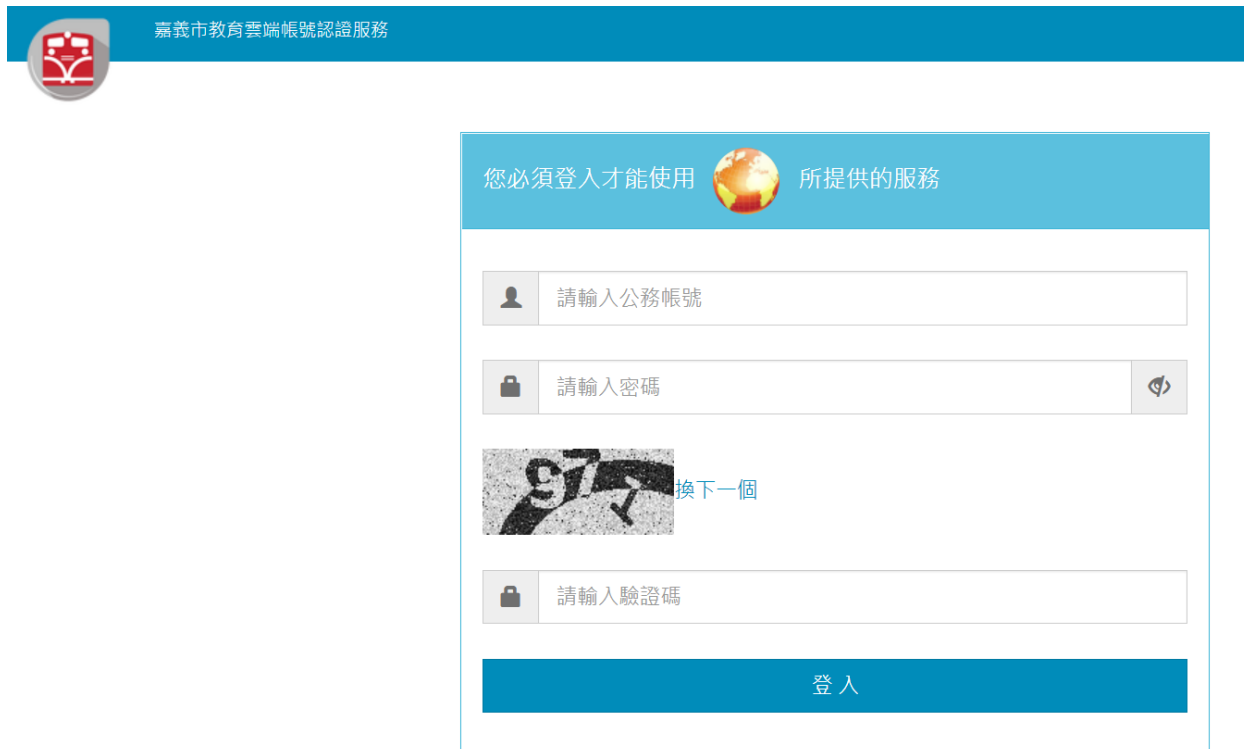 嘉義市教育雲端帳號認證服務
您必須登入才能使用 所提供的服務
請輸入公務帳號
請輸入密碼
換下一個
請輸入驗證碼
登入